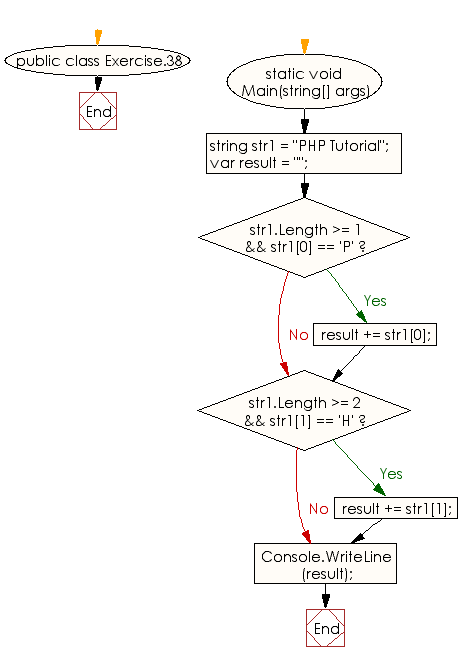 public class Exercise.38
End
static void
Main(string[] args)
string str1 = "PHP Tutorial";
var result = "";
str1.Length >= 1
&& str1[0] == 'P' ?
Yes
No
result += str1[0];
str1.Length >= 2
&& str1[1] == 'H' ?
Yes
No
result += str1[1];
Console.WriteLine
(result);
End